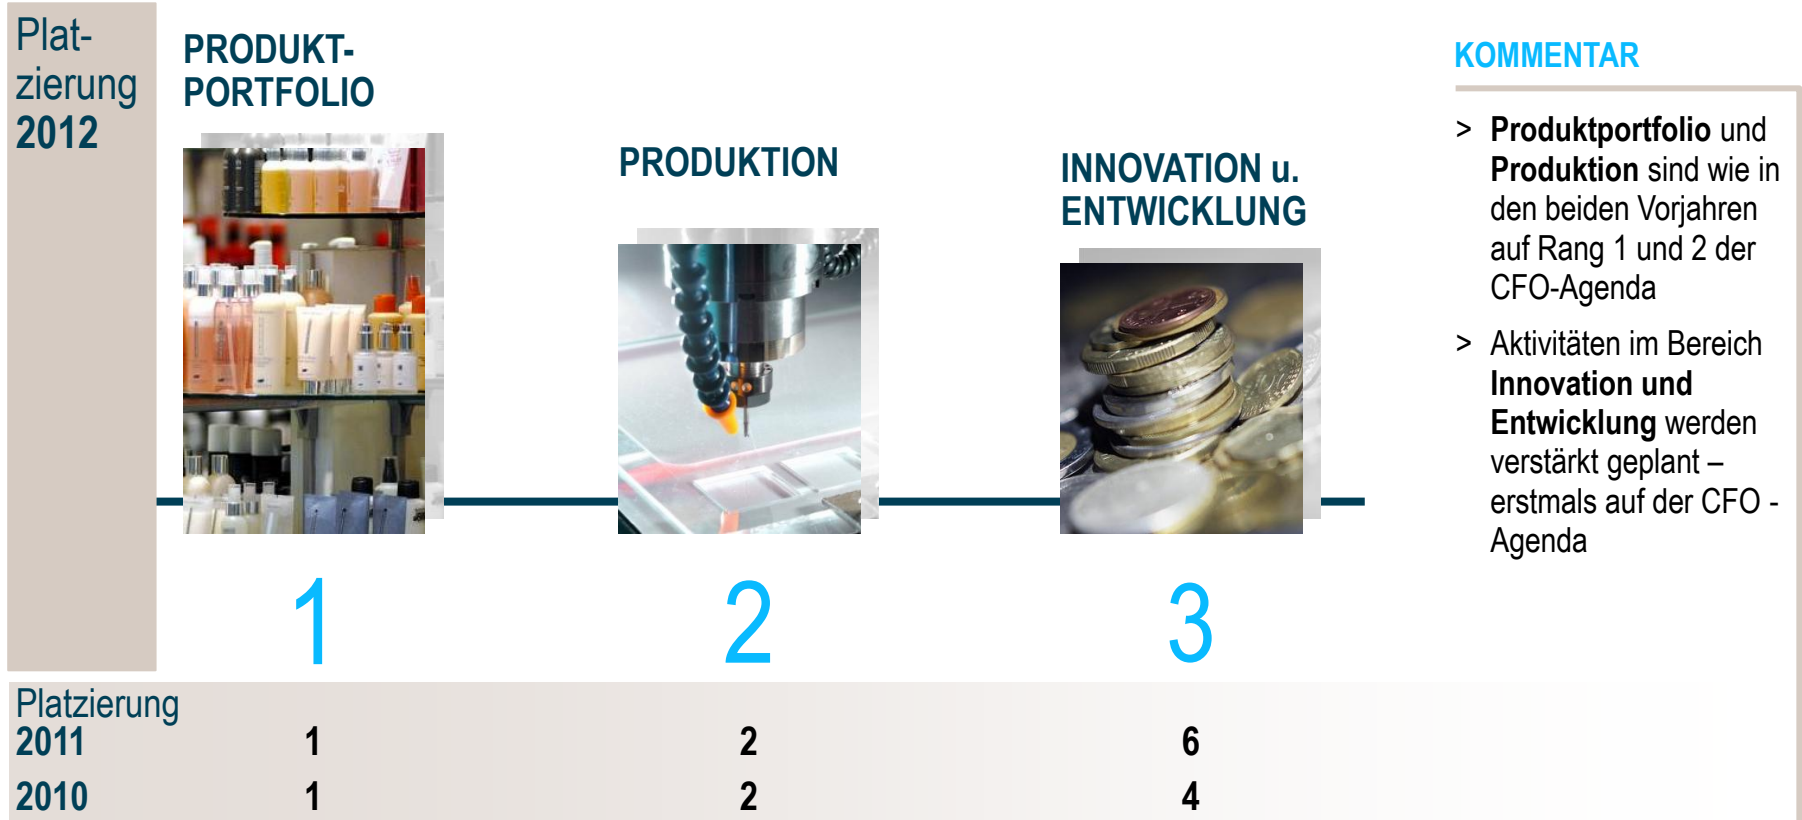 Plat-
zierung
2012
PRODUKT-
PORTFOLIO
PRODUKTION
INNOVATION u.
ENTWICKLUNG
1
2
3
Platzierung
2011 1 2 6
2010 1 2 4
KOMMENTAR
> Produktportfolio und
Produktion sind wie in
den beiden Vorjahren
auf Rang 1 und 2 der
CFO-Agenda
> Aktivitäten im Bereich
Innovation und
Entwicklung werden
verstärkt geplant –
erstmals auf der CFO -
Agenda